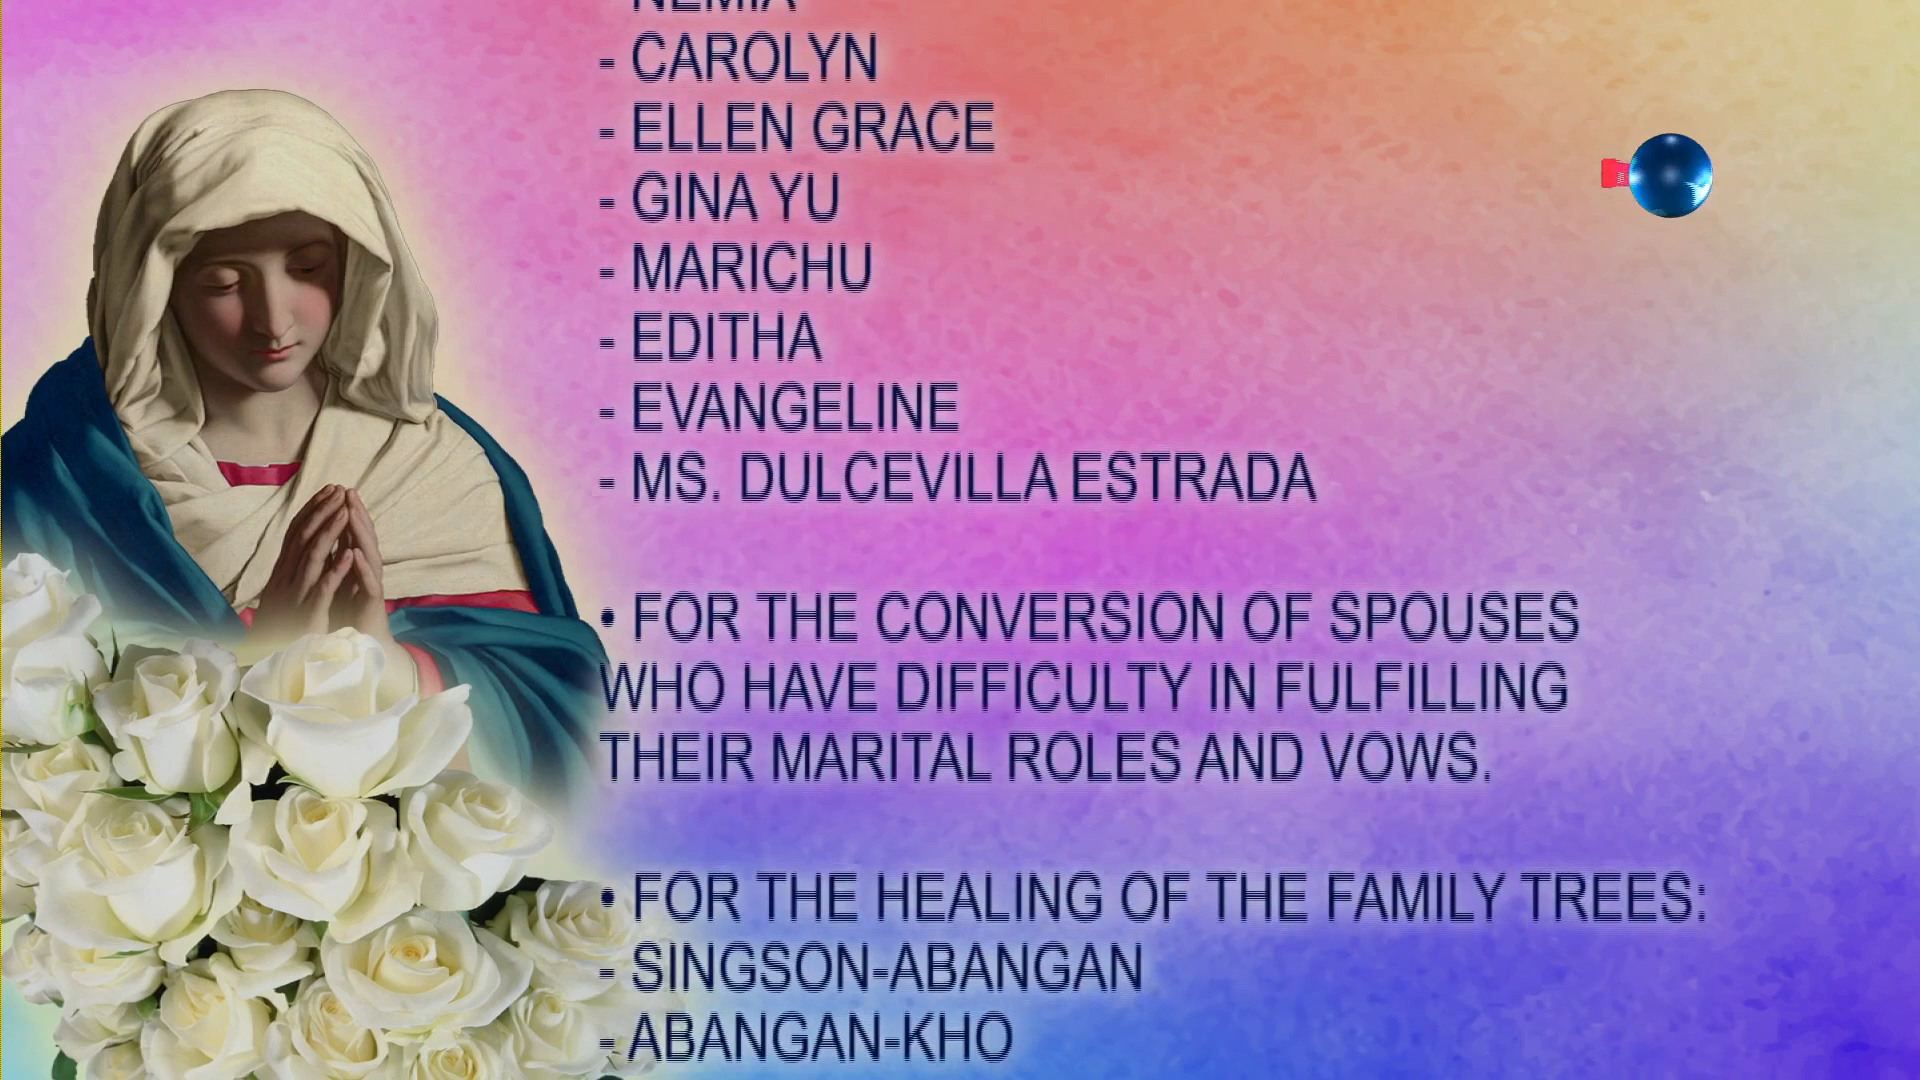 NEMIA
- CAROLYN
- ELLEN GRACE
- GINA YU
- MARICHU
- EDITHA
- EVANGELINE
- MS. DULCEVILLA ESTRADA
• FOR THE CONVERSION OF SPOUSES
WHO HAVE DIFFICULTY IN FULFILLING
THEIR MARITAL ROLES AND VOWS.
• FOR THE HEALING OF THE FAMILY TREES:
- SINGSON-ABANGAN
- ABANGAN-KHO